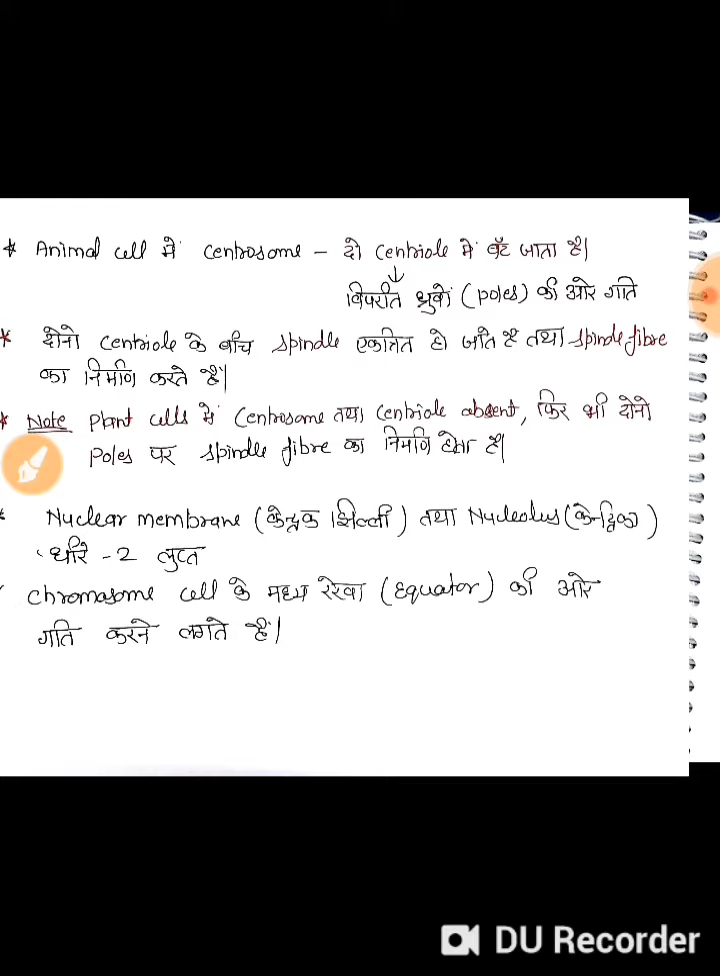 * Animal cell में Centrosome – दो Centriole में बँट जाता है।
↓
विपरीत ध्रुवों (poles) की ओर गति
* दोनो Centriole के बीच spindle एकत्रित हो जाते है तथा spindle fibre
का निर्माण करते है।
* Note Plant cells में Centrosome तथा Centriole absent, फिर भी दोनो
Poles पर spindle fibre का निर्माण होता है।
* Nuclear membrane (केन्द्रक झिल्ली) तथा Nucleolus (केन्द्रिका)
धीरे -2 लुप्त
Chromasome cell के मध्य रेखा (Equator) की ओर
गति करने लगते हैं।
DU Recorder